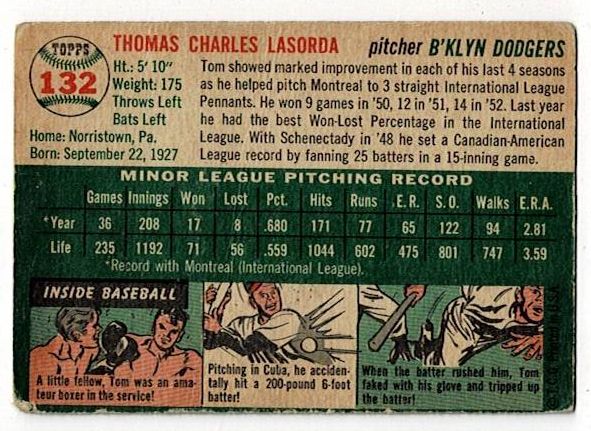 TOPPS
132
THOMAS CHARLES LASORDA pitcher B'KLYN DODGERS
Ht.: 5' 10"
Weight: 175
Throws Left
Bats Left
Home: Norristown, Pa.
Born: September 22, 1927
Tom showed marked improvement in each of his last 4 seasons
as he helped pitch Montreal to 3 straight International League
Pennants. He won 9 games in '50, 12 in '51, 14 in '52. Last year
he had the best Won-Lost Percentage in the International
League. With Schenectady in '48 he set a Canadian-American
League record by fanning 25 batters in a 15-inning game.
MINOR LEAGUE PITCHING RECORD
Games Innings Won Lost Pct. Hits Runs E.R. S.O. Walks E.R.A.
*Year 36 208 17 8 .680 171 77 65 122 94 2.81
Life 235 1192 71 56 .559 1044 602 475 801 747 3.59
*Record with Montreal (International League).
INSIDE BASEBALL
A little fellow, Tom was an ama-
teur boxer in the service!
Pitching in Cuba, he acciden-
tally hit a 200-pound 6-foot
batter!
When the batter rushed him, Tom
faked with his glove and tripped up
the batter!
© T.C.G. Printed in U.S.A.